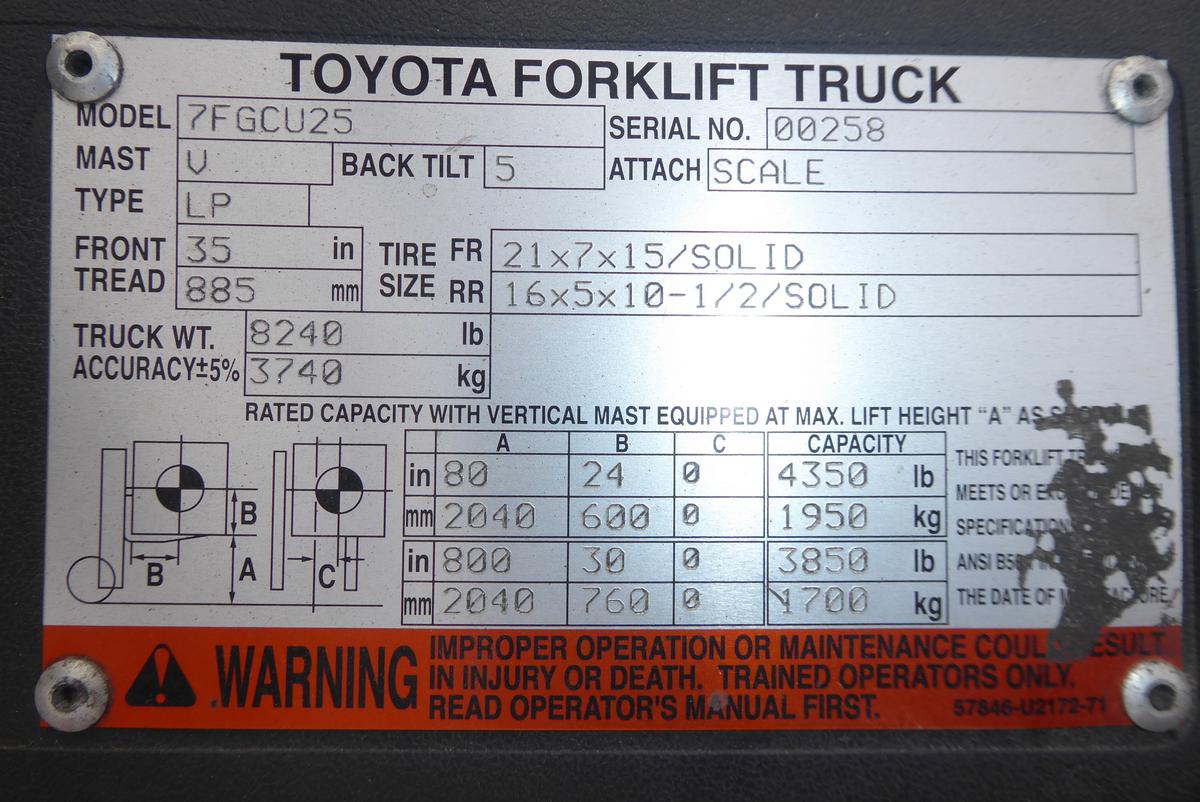 TOYOTA FORKLIFT TRUCK
MODEL 7FGCU25 SERIAL NO. 00258
MAST V BACK TILT 5 ATTACH SCALE
TYPE LP
FRONT TREAD 35 in TIRE SIZE FR 21x7x15/SOLID
885 mm RR 16x5x10-1/2/SOLID
TRUCK WT. 8240 lb
ACCURACY±5% 3740 kg
RATED CAPACITY WITH VERTICAL MAST EQUIPPED AT MAX. LIFT HEIGHT "A" AS
A B C CAPACITY
in 80 24 0 4350 lb
mm 2040 600 0 1950 kg
in 800 30 0 3850 lb
mm 2040 760 0 1700 kg
B
B A C
THIS FORKLIFT
MEETS OR
SPECIFICATION
ANSI
THE DATE OF
WARNING
IMPROPER OPERATION OR MAINTENANCE COULD RESULT
IN INJURY OR DEATH. TRAINED OPERATORS ONLY.
READ OPERATOR'S MANUAL FIRST.
57846-U2172-71